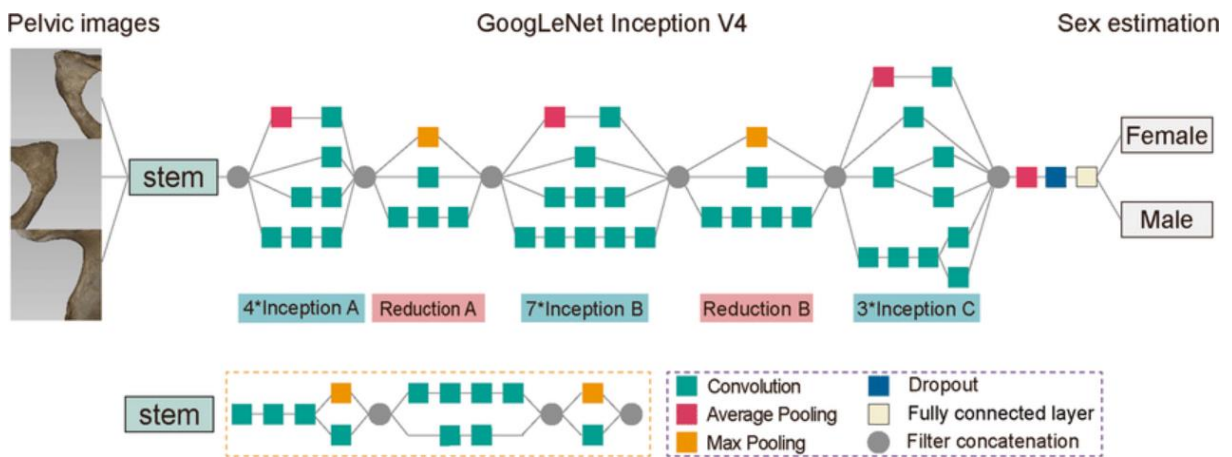 Pelvic images
GoogLeNet Inception V4
Sex estimation
stem
Female
Male
4*Inception A
Reduction A
7*Inception B
Reduction B
3*Inception C
stem
Convolution
Average Pooling
Max Pooling
Dropout
Fully connected layer
Filter concatenation